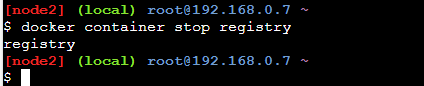 [node2] (local) root@192.168.0.7 ~
$ docker container stop registry
registry
[node2] (local) root@192.168.0.7 ~
$